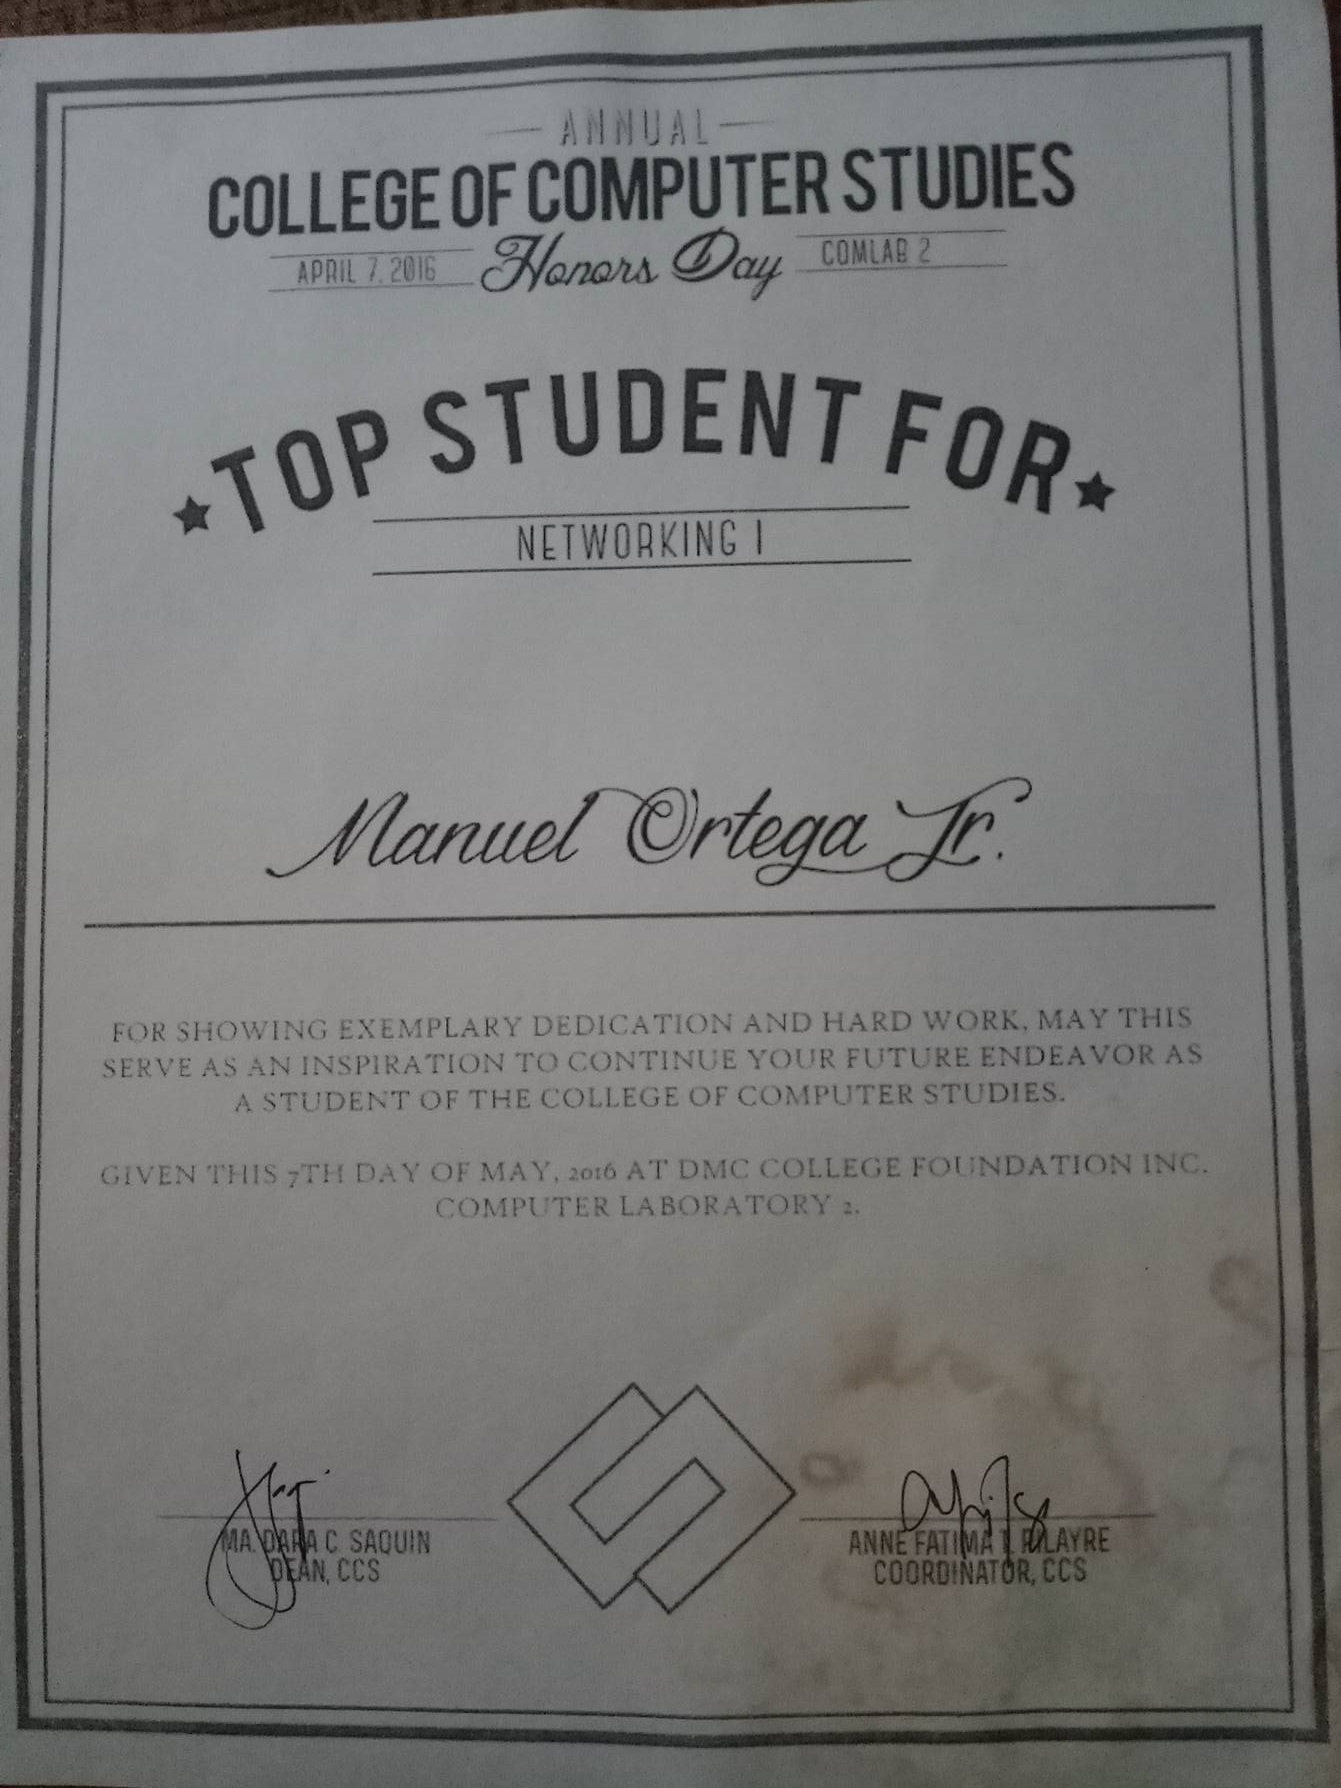 ANNUAL
COLLEGE OF COMPUTER STUDIES
APRIL 7, 2016 Honors Day COMLAB 2
TOP STUDENT FOR
NETWORKING I
Manuel Ortega Jr.
FOR SHOWING EXEMPLARY DEDICATION AND HARD WORK, MAY THIS
SERVE AS AN INSPIRATION TO CONTINUE YOUR FUTURE ENDEAVOR AS
A STUDENT OF THE COLLEGE OF COMPUTER STUDIES.
GIVEN THIS 7TH DAY OF MAY, 2016 AT DMC COLLEGE FOUNDATION INC.
COMPUTER LABORATORY 2.
MA. DARA C. SAQUIN
DEAN, CCS
ANNE FATIMA
COORDINATOR, CCS